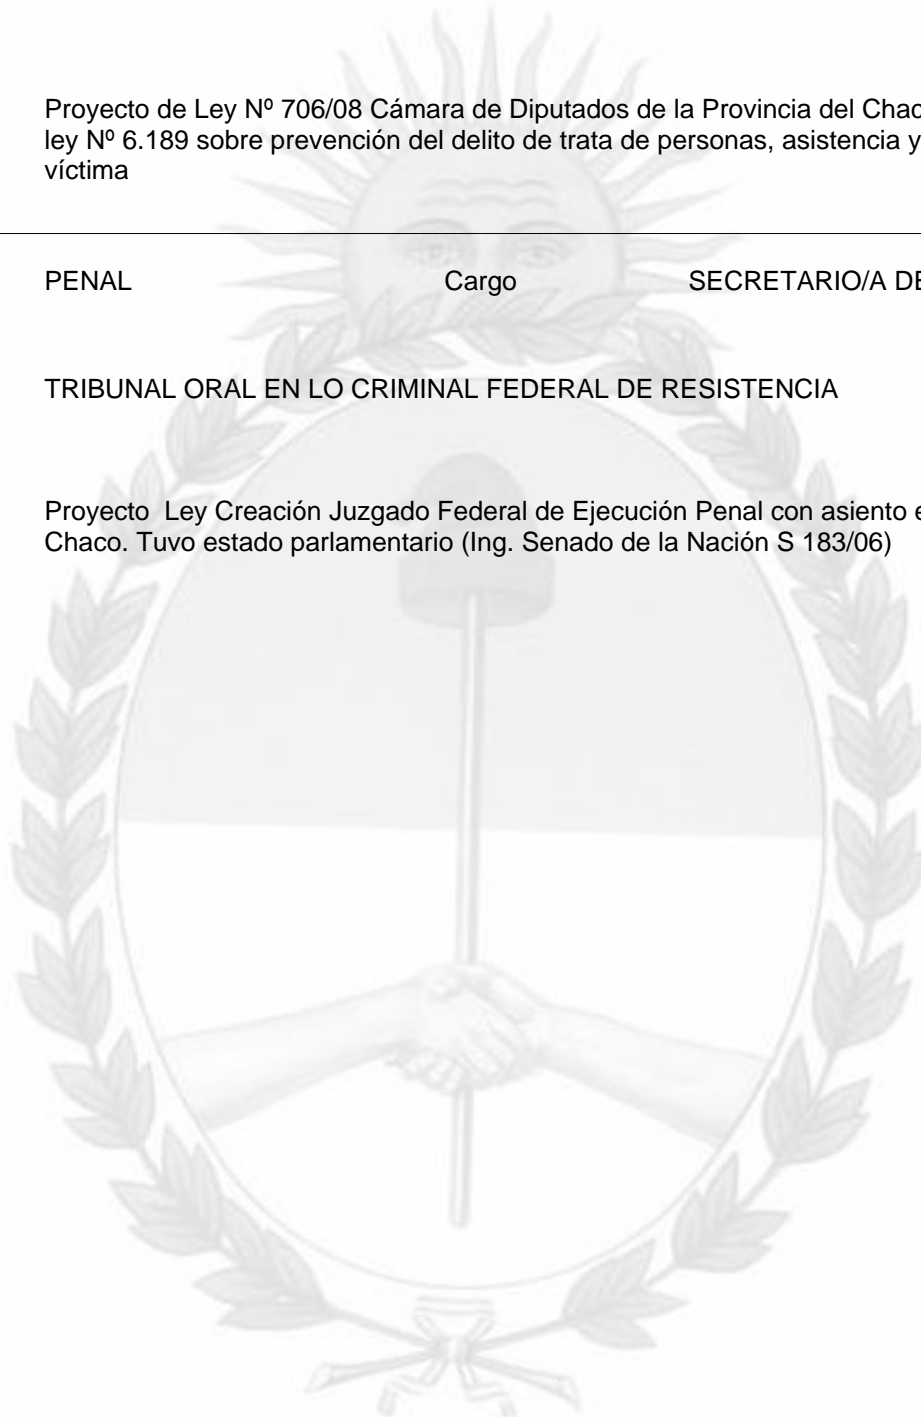 Proyecto de Ley Nº 706/08 Cámara de Diputados de la Provincia del Chac
ley Nº 6.189 sobre prevención del delito de trata de personas, asistencia y
víctima
PENAL Cargo SECRETARIO/A DE
TRIBUNAL ORAL EN LO CRIMINAL FEDERAL DE RESISTENCIA
Proyecto  Ley Creación Juzgado Federal de Ejecución Penal con asiento e
Chaco. Tuvo estado parlamentario (Ing. Senado de la Nación S 183/06)